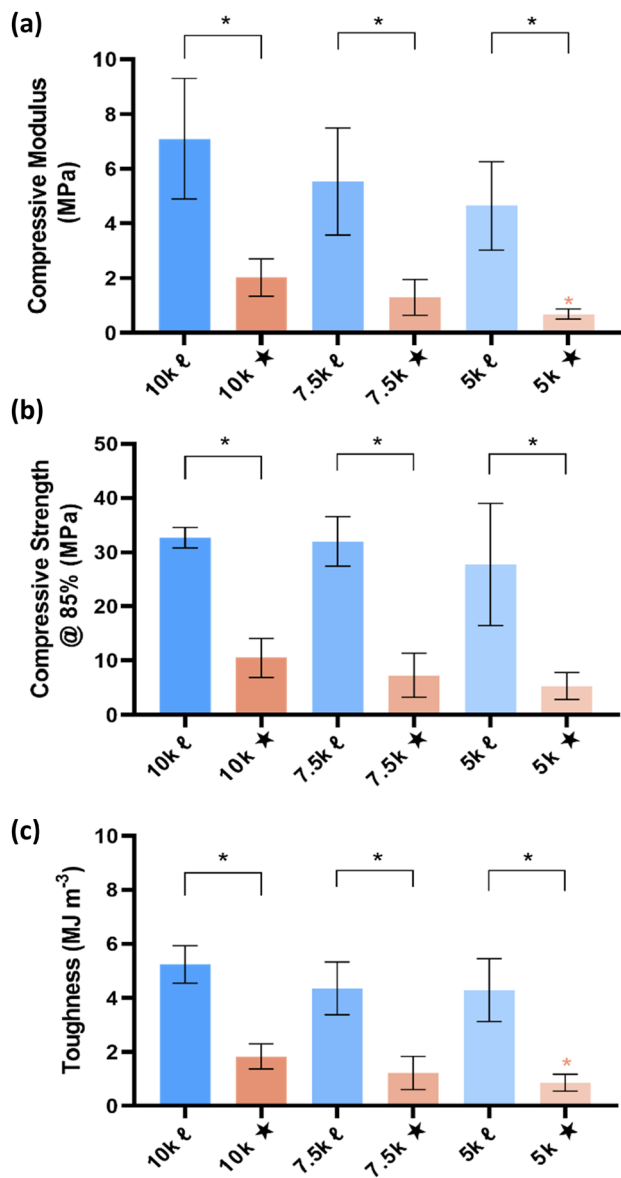 (a)
* * *
Compressive Modulus
(MPa)
10
8
6
4
2
0
*
10k ℓ 10k ★ 7.5k ℓ 7.5k ★ 5k ℓ 5k ★
(b)
* * *
Compressive Strength
@ 85% (MPa)
50
40
30
20
10
0
10k ℓ 10k ★ 7.5k ℓ 7.5k ★ 5k ℓ 5k ★
(c)
* * *
Toughness (MJ m⁻³)
10
8
6
4
2
0
*
10k ℓ 10k ★ 7.5k ℓ 7.5k ★ 5k ℓ 5k ★